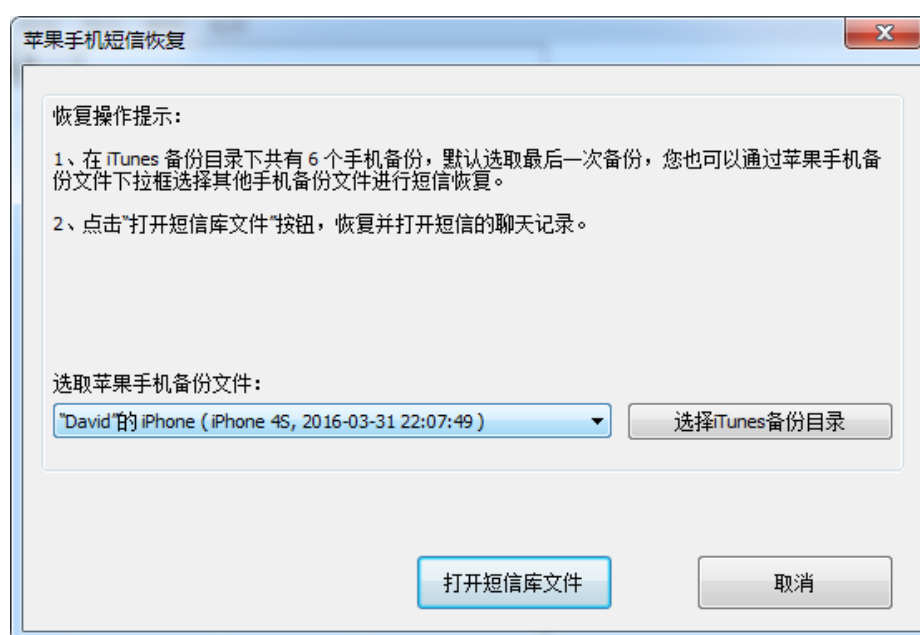 苹果手机短信恢复
恢复操作提示：
1、在 iTunes 备份目录下共有 6 个手机备份，默认选取最后一次备份，您也可以通过苹果手机备
份文件下拉框选择其他手机备份文件进行短信恢复。
2、点击"打开短信库文件"按钮，恢复并打开短信的聊天记录。
选取苹果手机备份文件：
"David"的 iPhone ( iPhone 4S, 2016-03-31 22:07:49 )
选择iTunes备份目录
打开短信库文件
取消